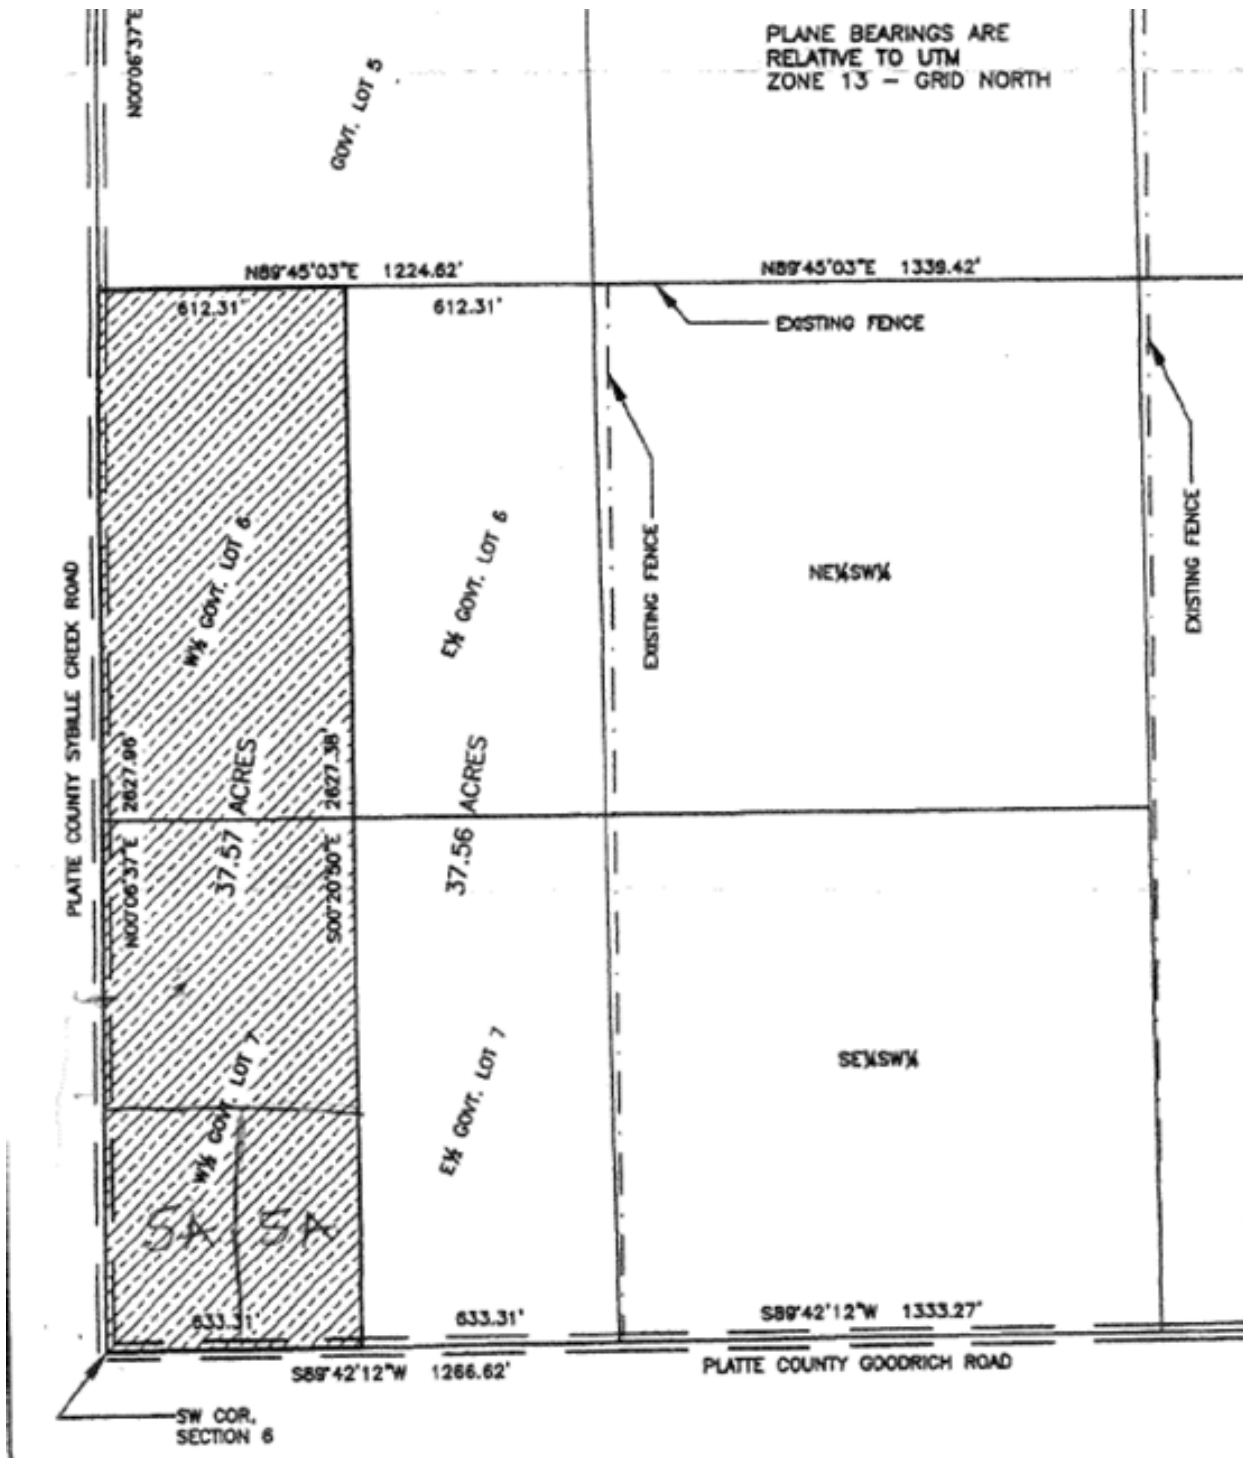 N00°06'37"E
GOVT. LOT 5
PLANE BEARINGS ARE
RELATIVE TO UTM
ZONE 13 - GRID NORTH
N89°45'03"E 1224.62'
N89°45'03"E 1339.42'
612.31'
612.31'
EXISTING FENCE
W½ GOVT. LOT 6
E½ GOVT. LOT 6
EXISTING FENCE
NE¼SW¼
EXISTING FENCE
PLATTE COUNTY SYBILLE CREEK ROAD
N00°06'37"E 2627.96'
37.57 ACRES
S00°20'50"E 2627.38'
37.56 ACRES
W½ GOVT. LOT 7
E½ GOVT. LOT 7
SE¼SW¼
5A 5A
633.31'
633.31'
S89°42'12"W 1333.27'
S89°42'12"W 1266.62'
PLATTE COUNTY GOODRICH ROAD
SW COR.
SECTION 6